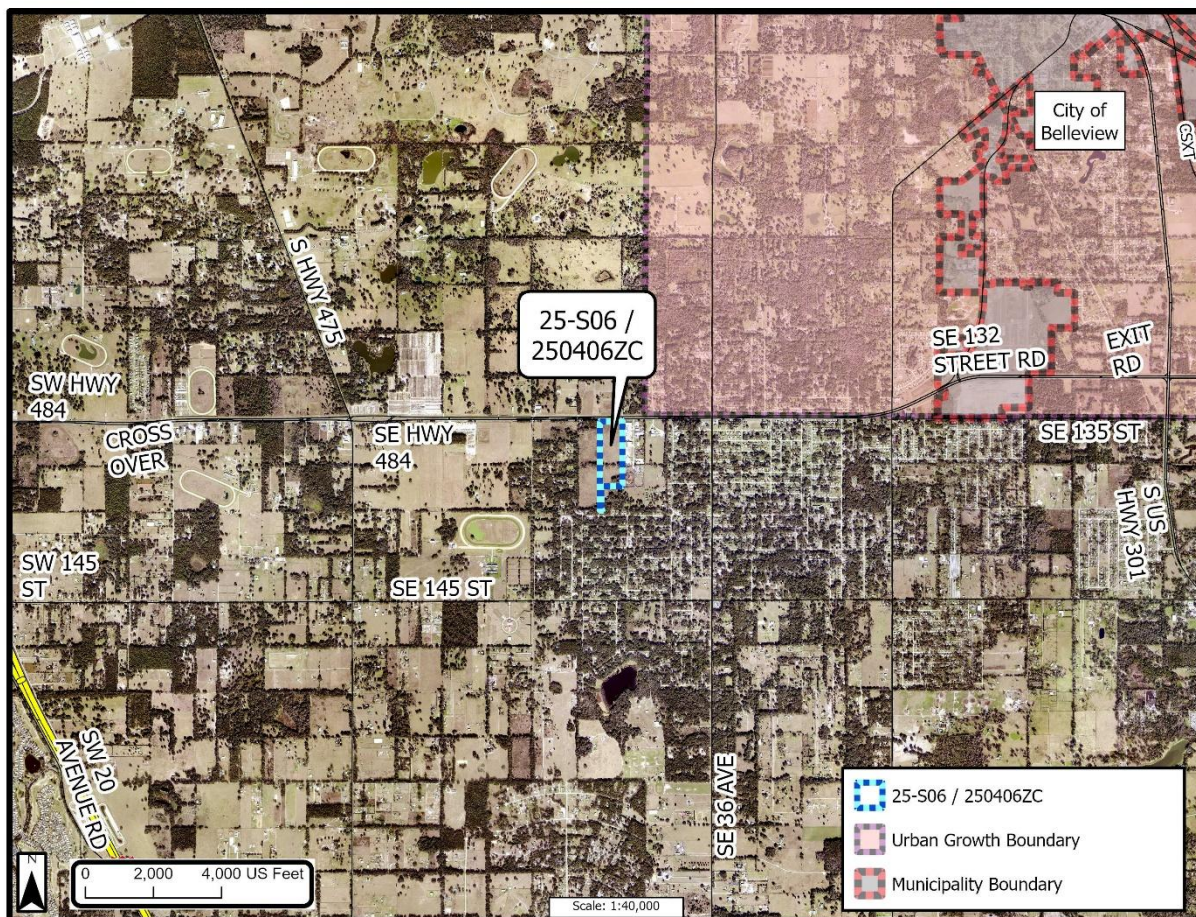 City of
Belleview
CSXT
S HWY 475
25-S06 /
250406ZC
SE 132
STREET RD
EXIT
RD
SW HWY
484
CROSS
OVER
SE HWY
484
SE 135 ST
S US
HWY 301
SW 145
ST
SE 145 ST
SW 20
AVENUE RD
SE 36 AVE
25-S06 / 250406ZC
Urban Growth Boundary
Municipality Boundary
N
0 2,000 4,000 US Feet
Scale: 1:40,000